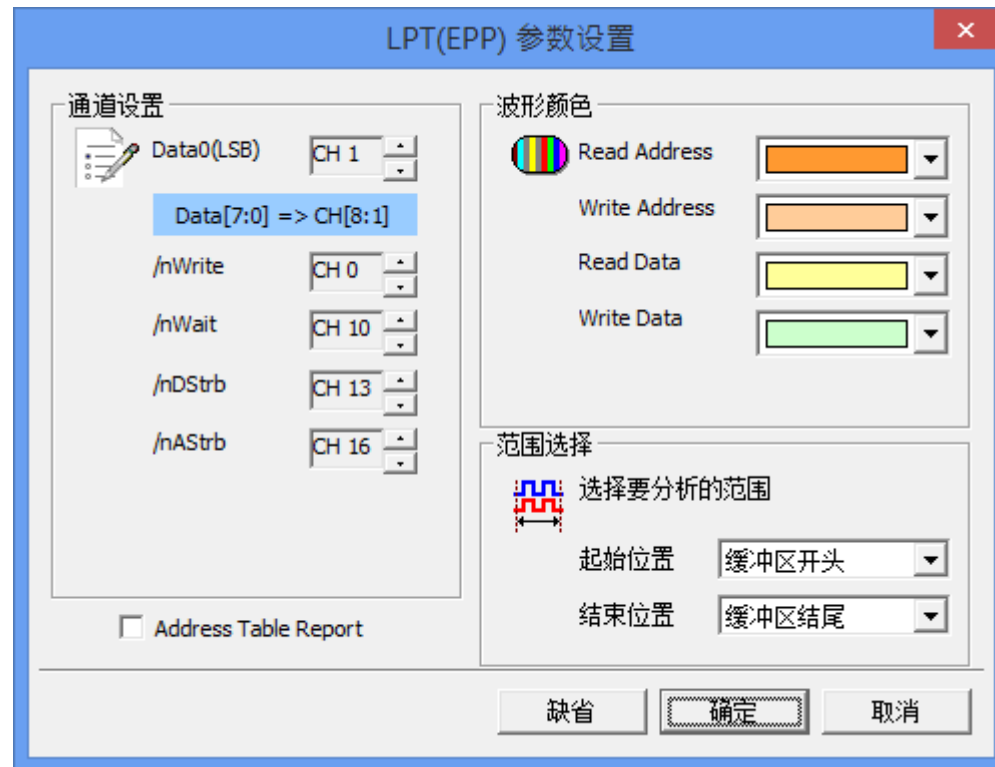 LPT(EPP) 参数设置
通道设置
Data0(LSB) CH 1
Data[7:0] => CH[8:1]
/nWrite CH 0
/nWait CH 10
/nDStrb CH 13
/nAStrb CH 16
Address Table Report
波形颜色
Read Address
Write Address
Read Data
Write Data
范围选择
选择要分析的范围
起始位置 缓冲区开头
结束位置 缓冲区结尾
缺省 确定 取消